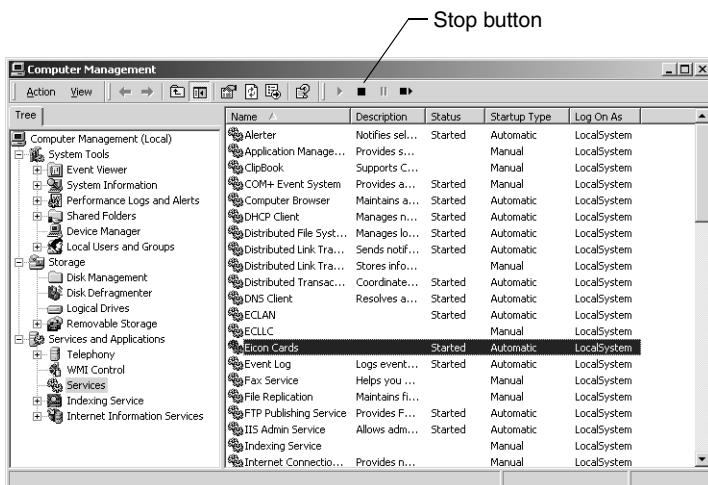 Stop button
Computer Management
Action View
Tree
Name Description Status Startup Type Log On As
Computer Management (Local)
System Tools
Event Viewer
System Information
Performance Logs and Alerts
Shared Folders
Device Manager
Local Users and Groups
Storage
Disk Management
Disk Defragmenter
Logical Drives
Removable Storage
Services and Applications
Telephony
WMI Control
Services
Indexing Service
Internet Information Services
Alerter Notifies sel... Started Automatic LocalSystem
Application Manage... Provides s... Manual LocalSystem
ClipBook Supports C... Manual LocalSystem
COM+ Event System Provides a... Started Manual LocalSystem
Computer Browser Maintains a... Started Automatic LocalSystem
DHCP Client Manages n... Started Automatic LocalSystem
Distributed File Syst... Manages lo... Started Automatic LocalSystem
Distributed Link Tra... Sends notif... Started Automatic LocalSystem
Distributed Link Tra... Stores info... Manual LocalSystem
Distributed Transac... Coordinate... Started Automatic LocalSystem
DNS Client Resolves a... Started Automatic LocalSystem
ECLAN Started Automatic LocalSystem
ECLLC Manual LocalSystem
Eicon Cards Started Automatic LocalSystem
Event Log Logs event... Started Automatic LocalSystem
Fax Service Helps you ... Manual LocalSystem
File Replication Maintains fi... Manual LocalSystem
FTP Publishing Service Provides F... Started Automatic LocalSystem
IIS Admin Service Allows adm... Started Automatic LocalSystem
Indexing Service Manual LocalSystem
Internet Connectio... Provides n... Manual LocalSystem